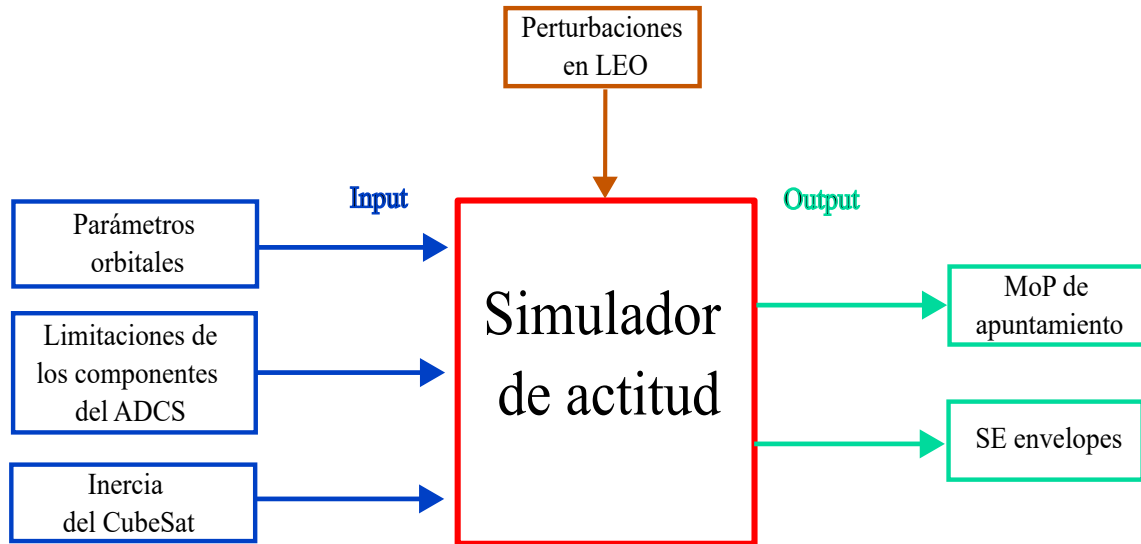 Perturbaciones
en LEO
Input
Output
Parámetros
orbitales
Limitaciones de
los componentes
del ADCS
Inercia
del CubeSat
Simulador
de actitud
MoP de
apuntamiento
SE envelopes